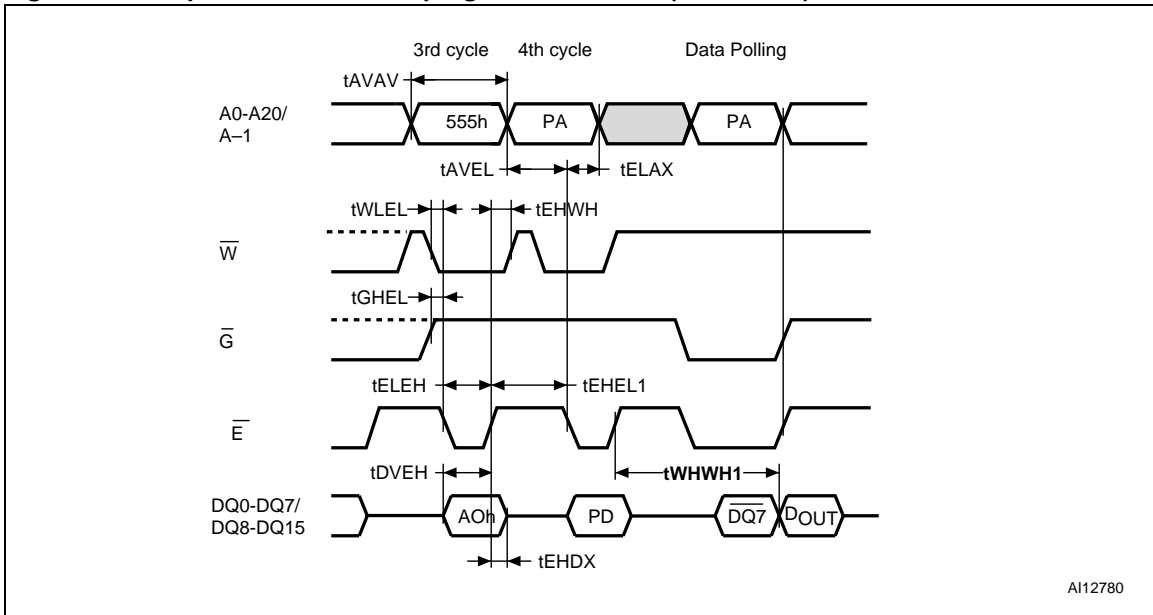 3rd cycle 4th cycle Data Polling
tAVAV
A0-A20/
A–1
555h PA PA
tAVEL tELAX
tWLEL tEHWH
W
tGHEL
G
tELEH tEHEL1
E
tDVEH tWHWH1
DQ0-DQ7/
DQ8-DQ15
AOh PD DQ7 DOUT
tEHDX
AI12780